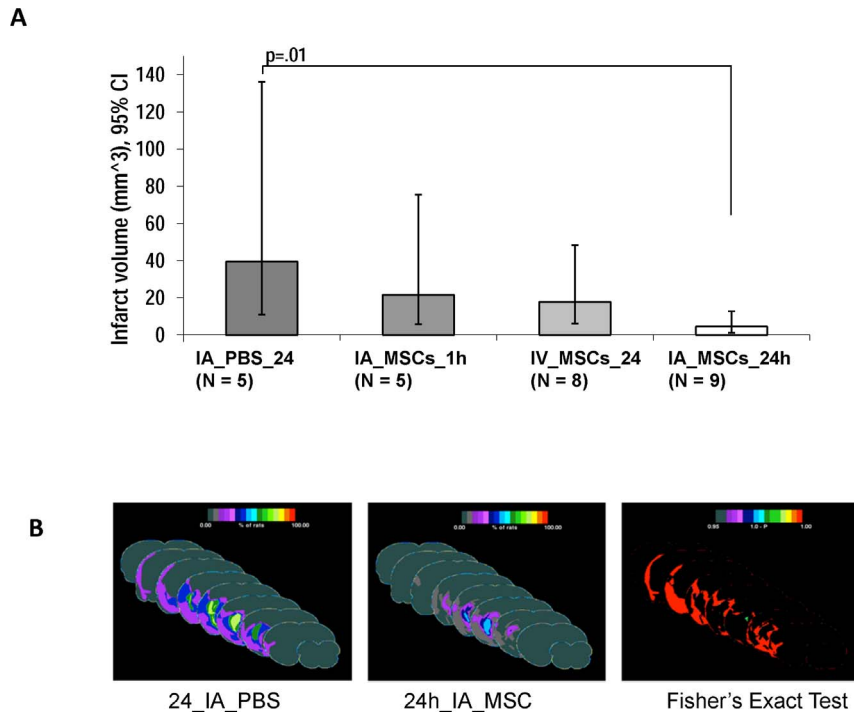 A
p=.01
Infarct volume (mm^3), 95% CI
140
120
100
80
60
40
20
0
IA_PBS_24 IA_MSCs_1h IV_MSCs_24 IA_MSCs_24h
(N = 5) (N = 5) (N = 8) (N = 9)
B
0.00 % of rats 100.00
0.00 % of rats 100.00
0.95 1.0 - P 1.00
24_IA_PBS 24h_IA_MSC Fisher's Exact Test